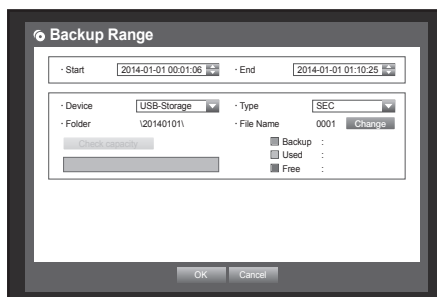 Backup Range
· Start 2014-01-01 00:01:06 · End 2014-01-01 01:10:25
· Device USB-Storage · Type SEC
· Folder \20140101\ · File Name 0001 Change
Check capacity Backup :
Used :
Free :
OK Cancel